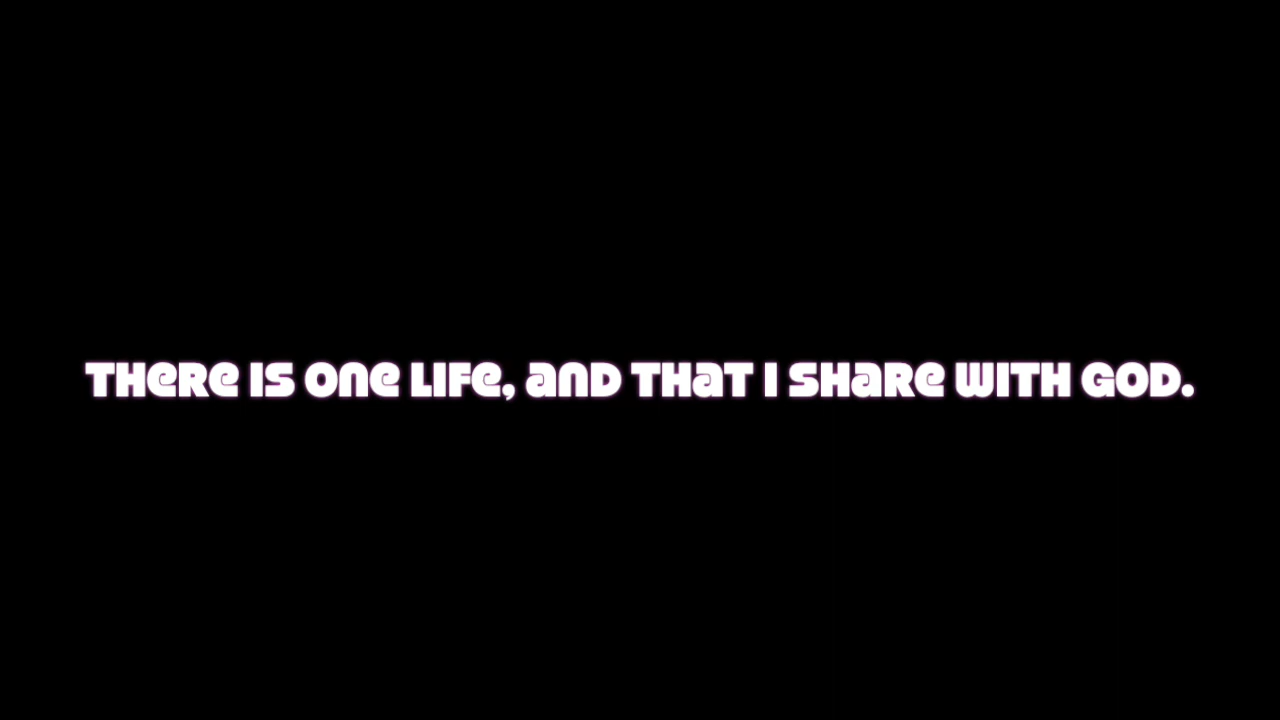 There is one life, and that I share with God.